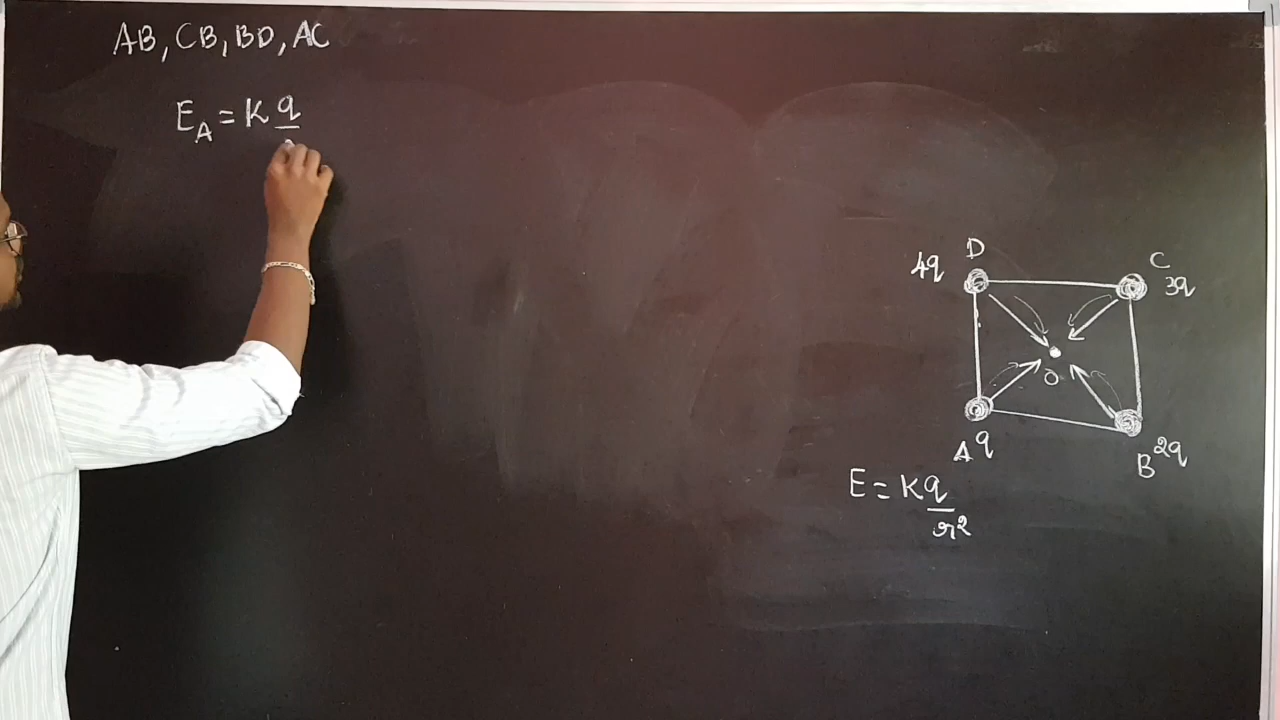 AB, CB, BD, AC
E_A = K q
D
4q
C
3q
O
A q
B 2q
E = K q
r²